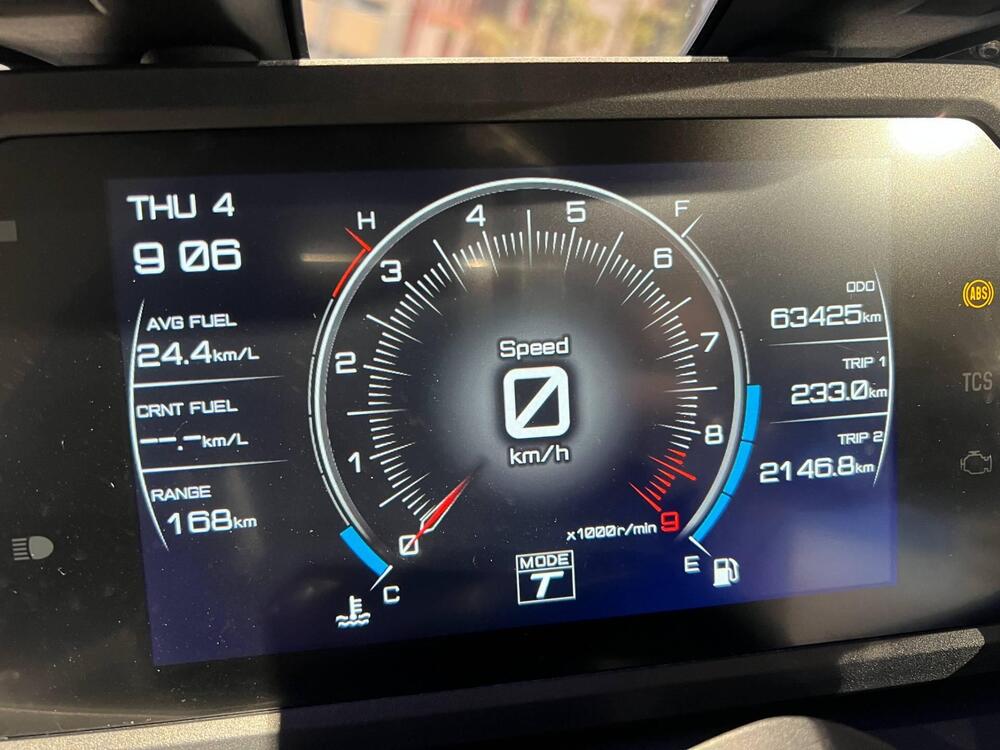 THU 4
9 06
AVG FUEL
24.4km/L
CRNT FUEL
--.-km/L
RANGE
168km
H
F
C
E
0
1
2
3
4
5
6
7
8
9
Speed
0
km/h
x1000r/min
MODE
T
ODO
63425km
TRIP 1
233.0km
TRIP 2
2146.8km
ABS
TCS